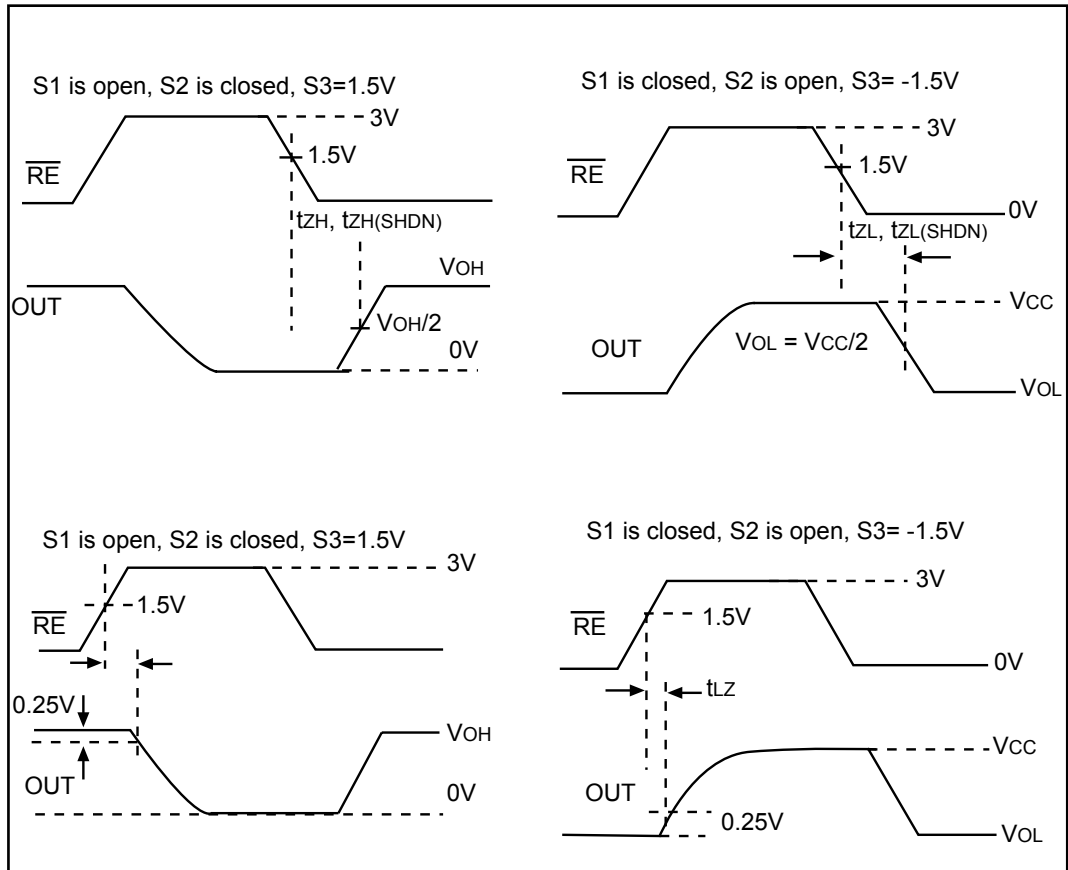 S1 is open, S2 is closed, S3=1.5V
3V
1.5V
RE
tZH, tZH(SHDN)
VOH
OUT
VOH/2
0V
S1 is closed, S2 is open, S3= -1.5V
3V
1.5V
RE
0V
tZL, tZL(SHDN)
VCC
OUT
VOL = VCC/2
VOL
S1 is open, S2 is closed, S3=1.5V
3V
1.5V
RE
0.25V
VOH
OUT
0V
S1 is closed, S2 is open, S3= -1.5V
3V
1.5V
RE
0V
tLZ
VCC
OUT
0.25V
VOL